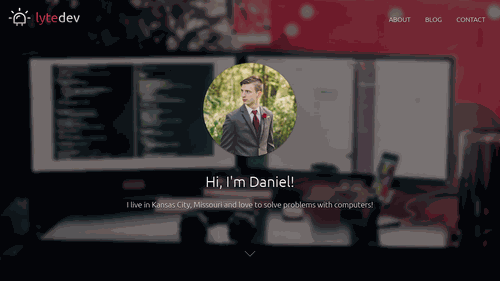 lytedev
ABOUT BLOG CONTACT
Hi, I'm Daniel!
I live in Kansas City, Missouri and love to solve problems with computers!